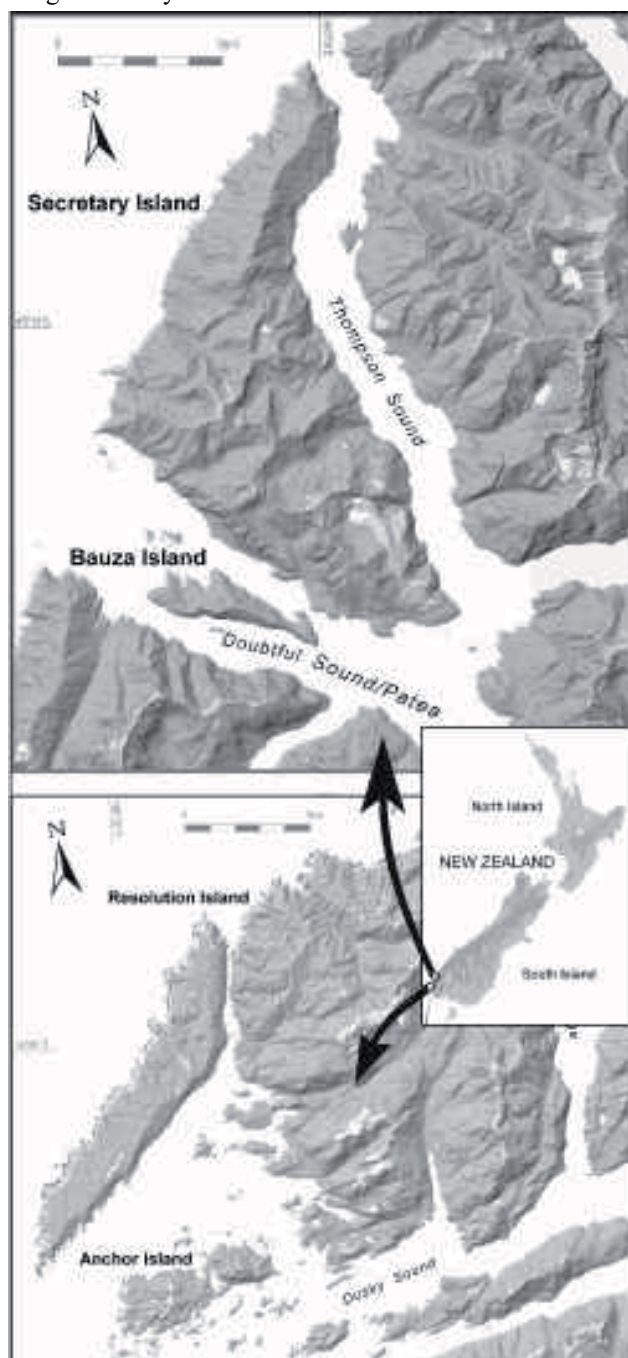 N
Secretary Island
Thompson Sound
Bauza Island
Doubtful Sound/Patea
North Island
NEW ZEALAND
South Island
N
Resolution Island
Anchor Island
Dusky Sound